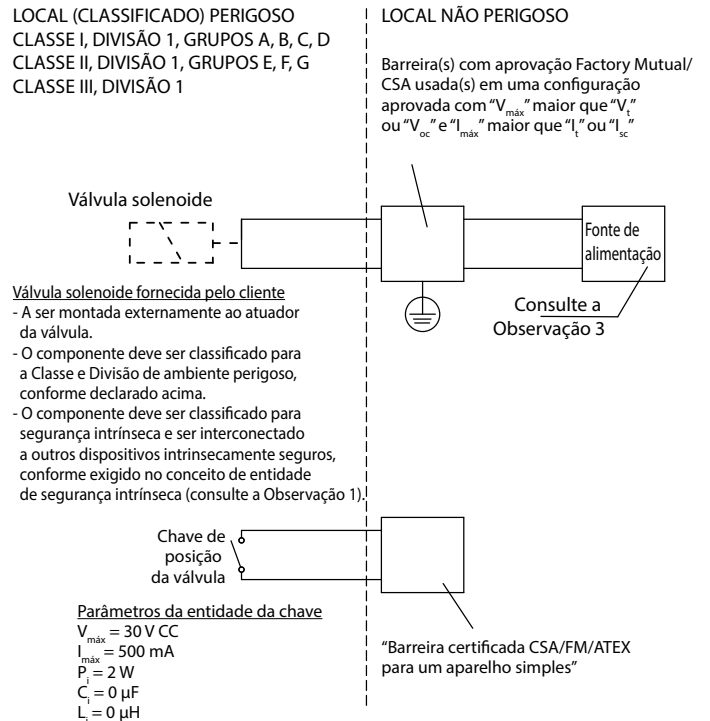 LOCAL (CLASSIFICADO) PERIGOSO
CLASSE I, DIVISÃO 1, GRUPOS A, B, C, D
CLASSE II, DIVISÃO 1, GRUPOS E, F, G
CLASSE III, DIVISÃO 1
LOCAL NÃO PERIGOSO
Barreira(s) com aprovação Factory Mutual/
CSA usada(s) em uma configuração
aprovada com “Vmáx” maior que “Vt”
ou “Voc” e “Imáx” maior que “It” ou “Isc”
Válvula solenoide
Fonte de
alimentação
Consulte a
Observação 3
Válvula solenoide fornecida pelo cliente
- A ser montada externamente ao atuador
da válvula.
- O componente deve ser classificado para
a Classe e Divisão de ambiente perigoso,
conforme declarado acima.
- O componente deve ser classificado para
segurança intrínseca e ser interconectado
a outros dispositivos intrinsecamente seguros,
conforme exigido no conceito de entidade
de segurança intrínseca (consulte a Observação 1).
Chave de
posição
da válvula
Parâmetros da entidade da chave
Vmáx = 30 V CC
Imáx = 500 mA
Pi = 2 W
Ci = 0 µF
Li = 0 µH
“Barreira certificada CSA/FM/ATEX
para um aparelho simples”